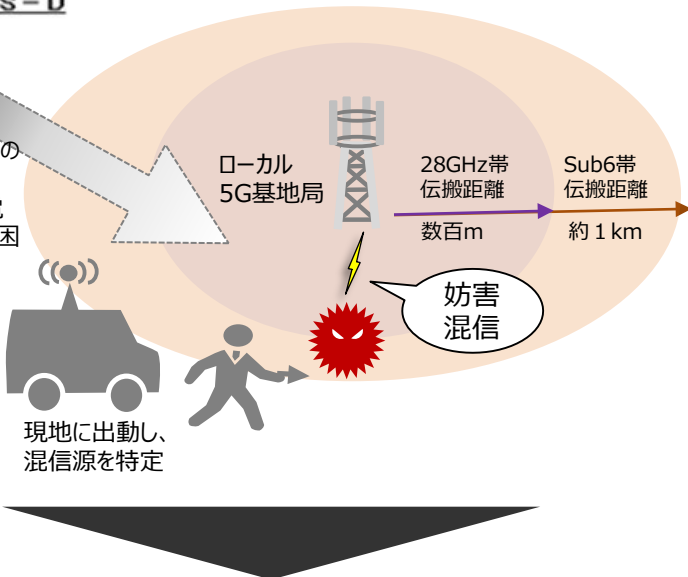 S-D
の
困
ローカル
5G基地局
28GHz帯
伝搬距離
数百m
Sub6帯
伝搬距離
約１km
妨害
混信
現地に出動し、
混信源を特定